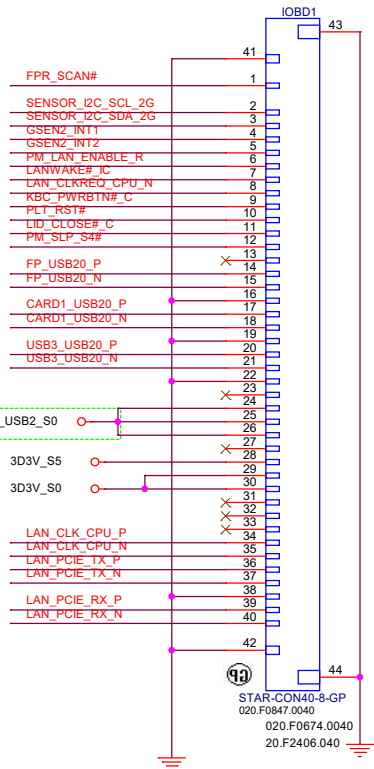 IOBD1
43
41
FPR_SCAN# 1
SENSOR_I2C_SCL_2G 2
SENSOR_I2C_SDA_2G 3
GSEN2_INT1 4
GSEN2_INT2 5
PM_LAN_ENABLE_R 6
LANWAKE#_IC 7
LAN_CLKREQ_CPU_N 8
KBC_PWRBTN#_C 9
PLT_RST# 10
LID_CLOSE#_C 11
PM_SLP_S4# 12
13
FP_USB20_P 14
FP_USB20_N 15
16
CARD1_USB20_P 17
CARD1_USB20_N 18
19
USB3_USB20_P 20
USB3_USB20_N 21
22
23
24
_USB2_S0 25
26
27
3D3V_S5 28
29
3D3V_S0 30
31
32
33
LAN_CLK_CPU_P 34
LAN_CLK_CPU_N 35
LAN_PCIE_TX_P 36
LAN_PCIE_TX_N 37
38
LAN_PCIE_RX_P 39
LAN_PCIE_RX_N 40
42
44
GP
STAR-CON40-8-GP
020.F0847.0040
020.F0674.0040
20.F2406.040